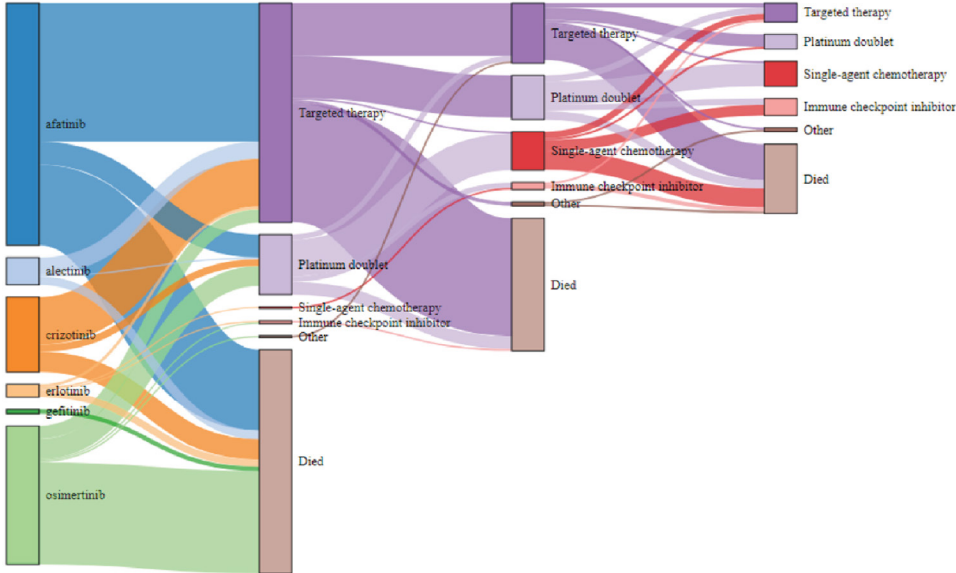 afatinib
alectinib
crizotinib
erlotinib
gefitinib
osimertinib
Targeted therapy
Platinum doublet
Single-agent chemotherapy
Immune checkpoint inhibitor
Other
Died
Targeted therapy
Platinum doublet
Single-agent chemotherapy
Immune checkpoint inhibitor
Other
Died
Targeted therapy
Platinum doublet
Single-agent chemotherapy
Immune checkpoint inhibitor
Other
Died